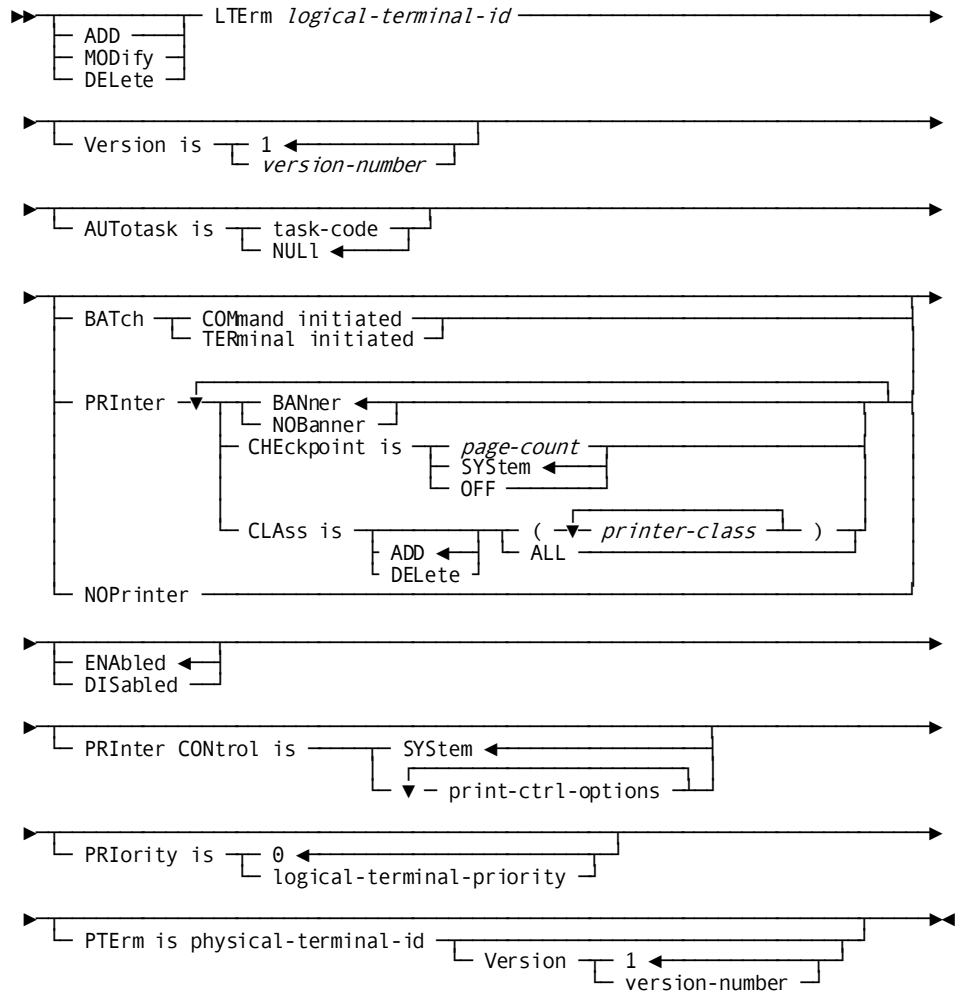 LTErm logical-terminal-id
ADD
MODify
DELete
Version is 1
version-number
AUTotask is task-code
NULl
BATch COMmand initiated
TERminal initiated
PRInter BANner
NOBanner
CHEckpoint is page-count
SYStem
OFF
CLAss is ( printer-class )
ADD ALL
DELete
NOPrinter
ENAbled
DISabled
PRInter CONtrol is SYStem
print-ctrl-options
PRIority is 0
logical-terminal-priority
PTErm is physical-terminal-id
Version 1
version-number